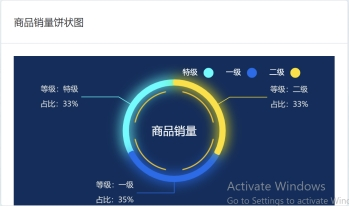 商品销量饼状图
特级 一级 二级
等级：特级
占比：33%
等级：二级
占比：33%
商品销量
等级：一级
占比：35%
Activate Windows
Go to Settings to activate Wind